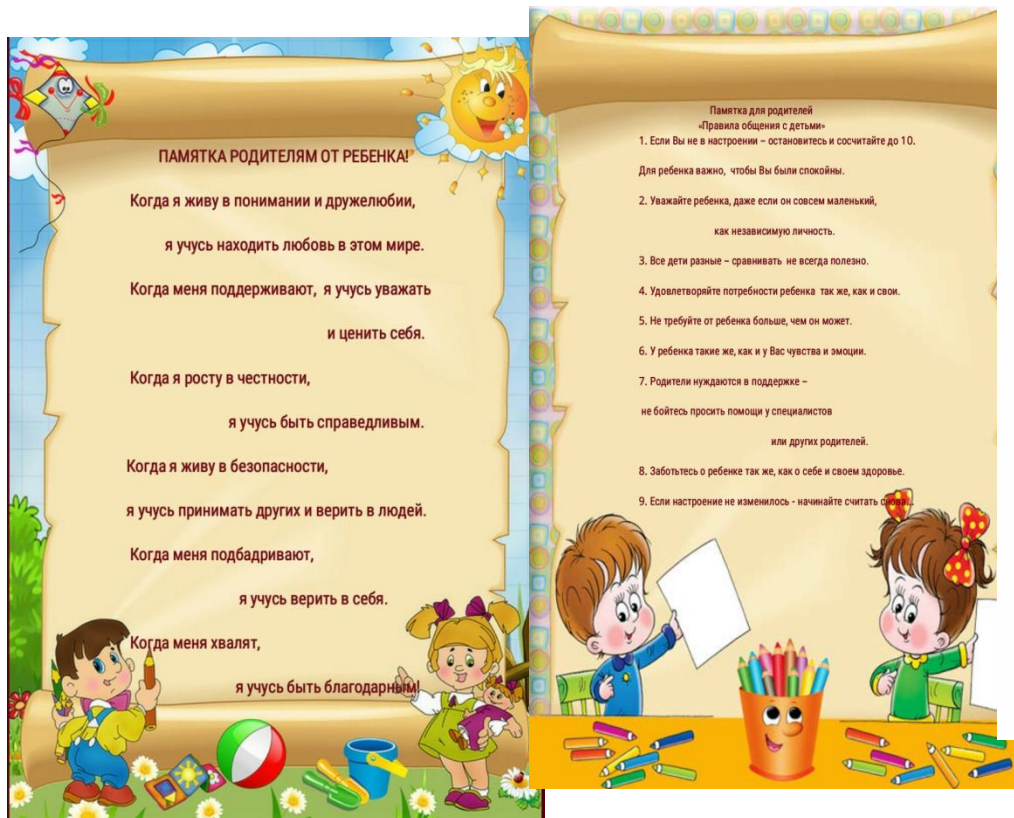 ПАМЯТКА РОДИТЕЛЯМ ОТ РЕБЕНКА!
Когда я живу в понимании и дружелюбии,
я учусь находить любовь в этом мире.
Когда меня поддерживают, я учусь уважать
и ценить себя.
Когда я росту в честности,
я учусь быть справедливым.
Когда я живу в безопасности,
я учусь принимать других и верить в людей.
Когда меня подбадривают,
я учусь верить в себя.
Когда меня хвалят,
я учусь быть благодарным!
Памятка для родителей
«Правила общения с детьми»
1. Если Вы не в настроении – остановитесь и сосчитайте до 10.
Для ребенка важно, чтобы Вы были спокойны.
2. Уважайте ребенка, даже если он совсем маленький,
как независимую личность.
3. Все дети разные – сравнивать не всегда полезно.
4. Удовлетворяйте потребности ребенка так же, как и свои.
5. Не требуйте от ребенка больше, чем он может.
6. У ребенка такие же, как и у Вас чувства и эмоции.
7. Родители нуждаются в поддержке –
не бойтесь просить помощи у специалистов
или других родителей.
8. Заботьтесь о ребенке так же, как о себе и своем здоровье.
9. Если настроение не изменилось - начинайте считать снова...